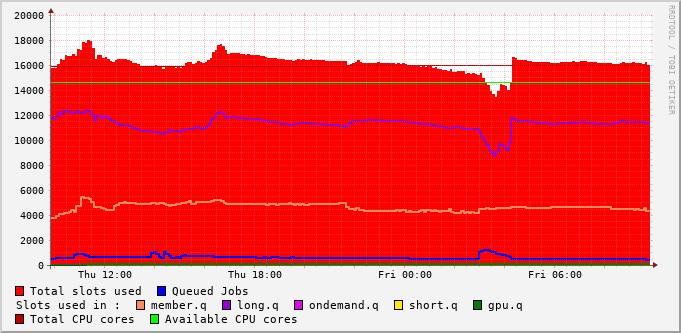 20000
18000
16000
14000
12000
10000
8000
6000
4000
2000
0
Thu 12:00 Thu 18:00 Fri 00:00 Fri 06:00
RRDTOOL / TOBI OETIKER
Total slots used Queued Jobs
Slots used in : member.q long.q ondemand.q short.q gpu.q
Total CPU cores Available CPU cores